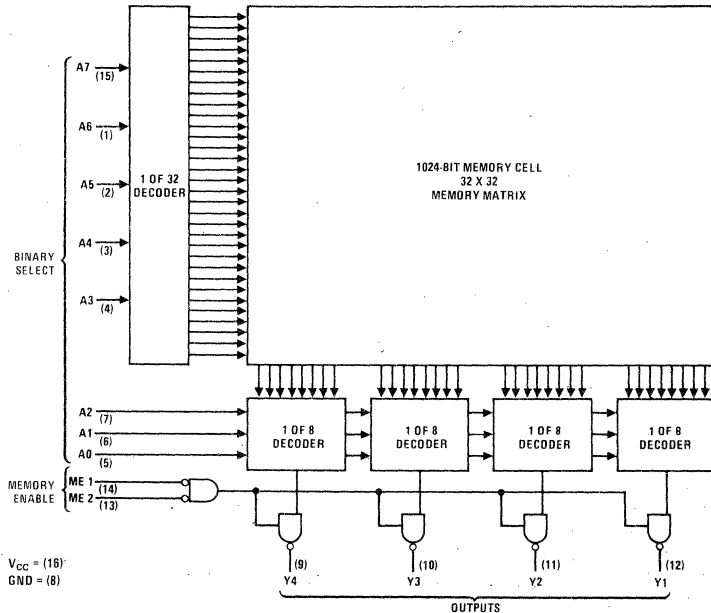 A7
(15)
A6
(1)
A5
(2)
A4
(3)
A3
(4)
BINARY
SELECT
1 OF 32
DECODER
1024-BIT MEMORY CELL
32 X 32
MEMORY MATRIX
A2
(7)
A1
(6)
A0
(5)
1 OF 8
DECODER
1 OF 8
DECODER
1 OF 8
DECODER
1 OF 8
DECODER
MEMORY
ENABLE
ME 1
(14)
ME 2
(13)
VCC = (16)
GND = (8)
(9)
Y4
(10)
Y3
(11)
Y2
(12)
Y1
OUTPUTS